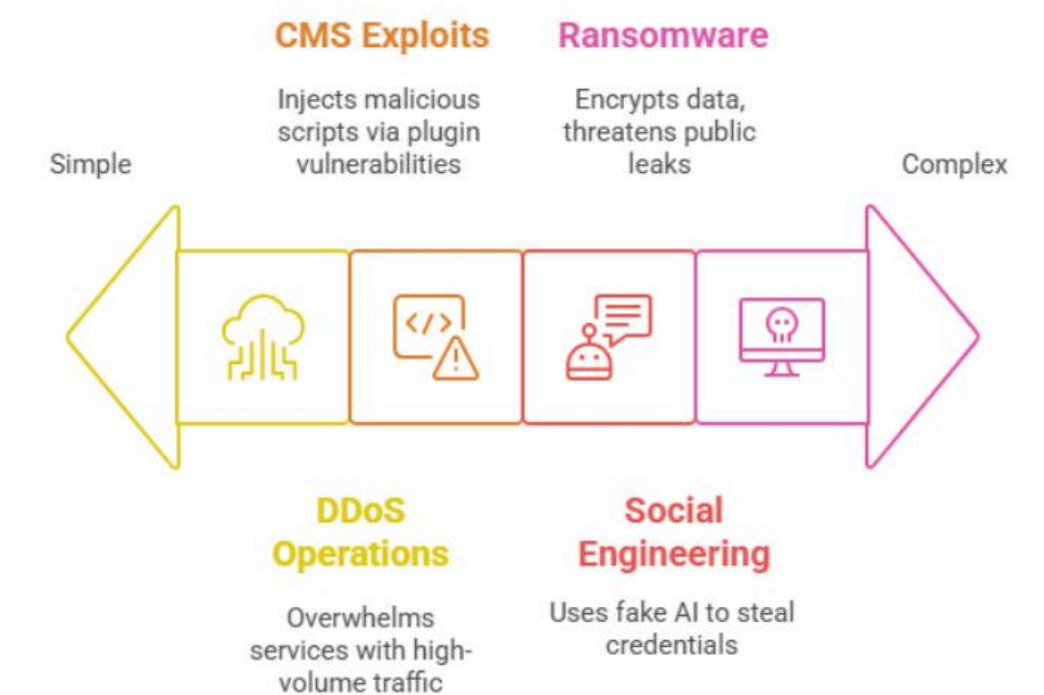 CMS Exploits
Injects malicious
scripts via plugin
vulnerabilities
Ransomware
Encrypts data,
threatens public
leaks
Simple
Complex
</>
DDoS
Operations
Overwhelms
services with high-
volume traffic
Social
Engineering
Uses fake AI to steal
credentials